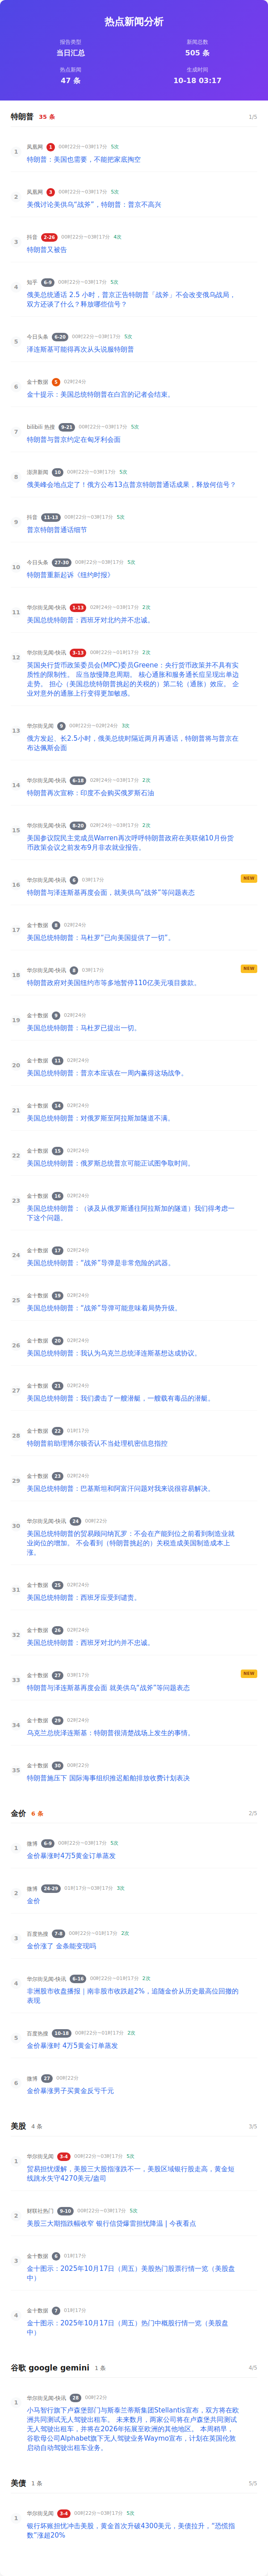 热点新闻分析
报告类型
当日汇总
新闻总数
505 条
热点新闻
47 条
生成时间
10-18 03:17
特朗普 35 条 1/5
1 凤凰网 1 00时22分~03时17分 5次
特朗普：美国也需要，不能把家底掏空
2 凤凰网 3 00时22分~03时17分 5次
美俄讨论美供乌“战斧”，特朗普：普京不高兴
3 抖音 2-26 00时22分~03时17分 4次
特朗普又被告
4 知乎 6-9 00时22分~03时17分 5次
俄美总统通话 2.5 小时，普京正告特朗普「战斧」不会改变俄乌战局，
双方还谈了什么？释放哪些信号？
5 今日头条 6-20 00时22分~03时17分 5次
泽连斯基可能得再次从头说服特朗普
6 金十数据 5 02时24分
金十提示：美国总统特朗普在白宫的记者会结束。
7 bilibili 热搜 9-21 00时22分~03时17分 5次
特朗普与普京约定在匈牙利会面
8 澎湃新闻 10 00时22分~03时17分 5次
俄美峰会地点定了！俄方公布13点普京特朗普通话成果，释放何信号？
9 抖音 11-13 00时22分~03时17分 5次
普京特朗普通话细节
10 今日头条 27-30 00时22分~03时17分 5次
特朗普重新起诉《纽约时报》
11 华尔街见闻-快讯 1-13 02时24分~03时17分 2次
美国总统特朗普：西班牙对北约并不忠诚。
12 华尔街见闻-快讯 3-13 00时22分~01时17分 2次
英国央行货币政策委员会(MPC)委员Greene：央行货币政策并不具有实
质性的限制性。 应当放慢降息周期。 核心通胀和服务通长应呈现出单边
走势。 担心（美国总统特朗普挑起的关税的）第二轮（通胀）效应。 企
业对意外的通胀上行变得更加敏感。
13 华尔街见闻 9 00时22分~02时24分 3次
俄方发起，长2.5小时，俄美总统时隔近两月再通话，特朗普将与普京在
布达佩斯会面
14 华尔街见闻-快讯 6-18 02时24分~03时17分 2次
特朗普再次宣称：印度不会购买俄罗斯石油
15 华尔街见闻-快讯 8-20 02时24分~03时17分 2次
美国参议院民主党成员Warren再次呼呼特朗普政府在美联储10月份货
币政策会议之前发布9月非农就业报告。
16 华尔街见闻-快讯 6 03时17分 NEW
特朗普与泽连斯基再度会面，就美供乌“战斧”等问题表态
17 金十数据 8 02时24分
美国总统特朗普：马杜罗“已向美国提供了一切”。
18 华尔街见闻-快讯 8 03时17分 NEW
特朗普政府对美国纽约市等多地暂停110亿美元项目拨款。
19 金十数据 9 02时24分
美国总统特朗普：马杜罗已提出一切。
20 金十数据 11 02时24分
美国总统特朗普：普京本应该在一周内赢得这场战争。
21 金十数据 14 02时24分
美国总统特朗普：对俄罗斯至阿拉斯加隧道不满。
22 金十数据 15 02时24分
美国总统特朗普：俄罗斯总统普京可能正试图争取时间。
23 金十数据 16 02时24分
美国总统特朗普：（谈及从俄罗斯通往阿拉斯加的隧道）我们得考虑一
下这个问题。
24 金十数据 17 02时24分
美国总统特朗普：“战斧”导弹是非常危险的武器。
25 金十数据 19 02时24分
美国总统特朗普：“战斧”导弹可能意味着局势升级。
26 金十数据 20 02时24分
美国总统特朗普：我认为乌克兰总统泽连斯基想达成协议。
27 金十数据 21 02时24分
美国总统特朗普：我们袭击了一艘潜艇，一艘载有毒品的潜艇。
28 金十数据 22 01时17分
特朗普前助理博尔顿否认不当处理机密信息指控
29 金十数据 23 02时24分
美国总统特朗普：巴基斯坦和阿富汗问题对我来说很容易解决。
30 华尔街见闻-快讯 24 00时22分
美国总统特朗普的贸易顾问纳瓦罗：不会在产能到位之前看到制造业就
业岗位的增加。 不会看到（特朗普挑起的）关税造成美国制造成本上
涨。
31 金十数据 25 02时24分
美国总统特朗普：西班牙应受到谴责。
32 金十数据 26 02时24分
美国总统特朗普：西班牙对北约并不忠诚。
33 金十数据 27 03时17分 NEW
特朗普与泽连斯基再度会面 就美供乌“战斧”等问题表态
34 金十数据 29 02时24分
乌克兰总统泽连斯基：特朗普很清楚战场上发生的事情。
35 金十数据 30 00时22分
特朗普施压下 国际海事组织推迟船舶排放收费计划表决
金价 6 条 2/5
1 微博 6-9 00时22分~03时17分 5次
金价暴涨时4万5黄金订单蒸发
2 微博 24-29 01时17分~03时17分 3次
金价
3 百度热搜 7-8 00时22分~01时17分 2次
金价涨了 金条能变现吗
4 华尔街见闻-快讯 6-16 00时22分~01时17分 2次
非洲股市收盘播报｜南非股市收跌超2%，追随金价从历史最高位回撤的
表现
5 百度热搜 10-18 00时22分~01时17分 2次
金价暴涨时 4万5黄金订单蒸发
6 微博 27 00时22分
金价暴涨男子买黄金反亏千元
美股 4 条 3/5
1 华尔街见闻 3-4 00时22分~03时17分 5次
贸易担忧缓解，美股三大股指涨跌不一，美股区域银行股走高，黄金短
线跳水失守4270美元/盎司
2 财联社热门 9-10 00时22分~03时17分 5次
美股三大期指跌幅收窄 银行信贷爆雷担忧降温 | 今夜看点
3 金十数据 6 01时17分
金十图示：2025年10月17日（周五）美股热门股票行情一览（美股盘
中）
4 金十数据 7 01时17分
金十图示：2025年10月17日（周五）热门中概股行情一览（美股盘
中）
谷歌 google gemini 1 条 4/5
1 华尔街见闻-快讯 28 00时22分
小马智行旗下卢森堡部门与斯泰兰蒂斯集团Stellantis宣布，双方将在欧
洲共同测试无人驾驶出租车。 未来数月，两家公司将在卢森堡共同测试
无人驾驶出租车，并将在2026年拓展至欧洲的其他地区。 本周稍早，
谷歌母公司Alphabet旗下无人驾驶业务Waymo宣布，计划在英国伦敦
启动自动驾驶出租车业务。
美债 1 条 5/5
1 华尔街见闻 3-4 00时22分~03时17分 5次
银行坏账担忧冲击美股，黄金首次升破4300美元，美债拉升，“恐慌指
数”涨超20%